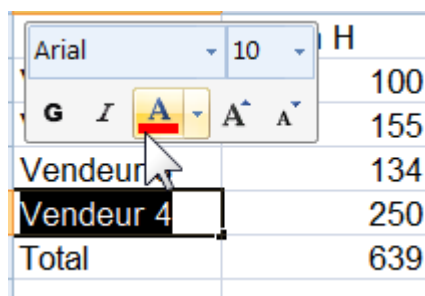 Arial 10 H
G I A A A
100
155
Vendeur 134
Vendeur 4 250
Total 639